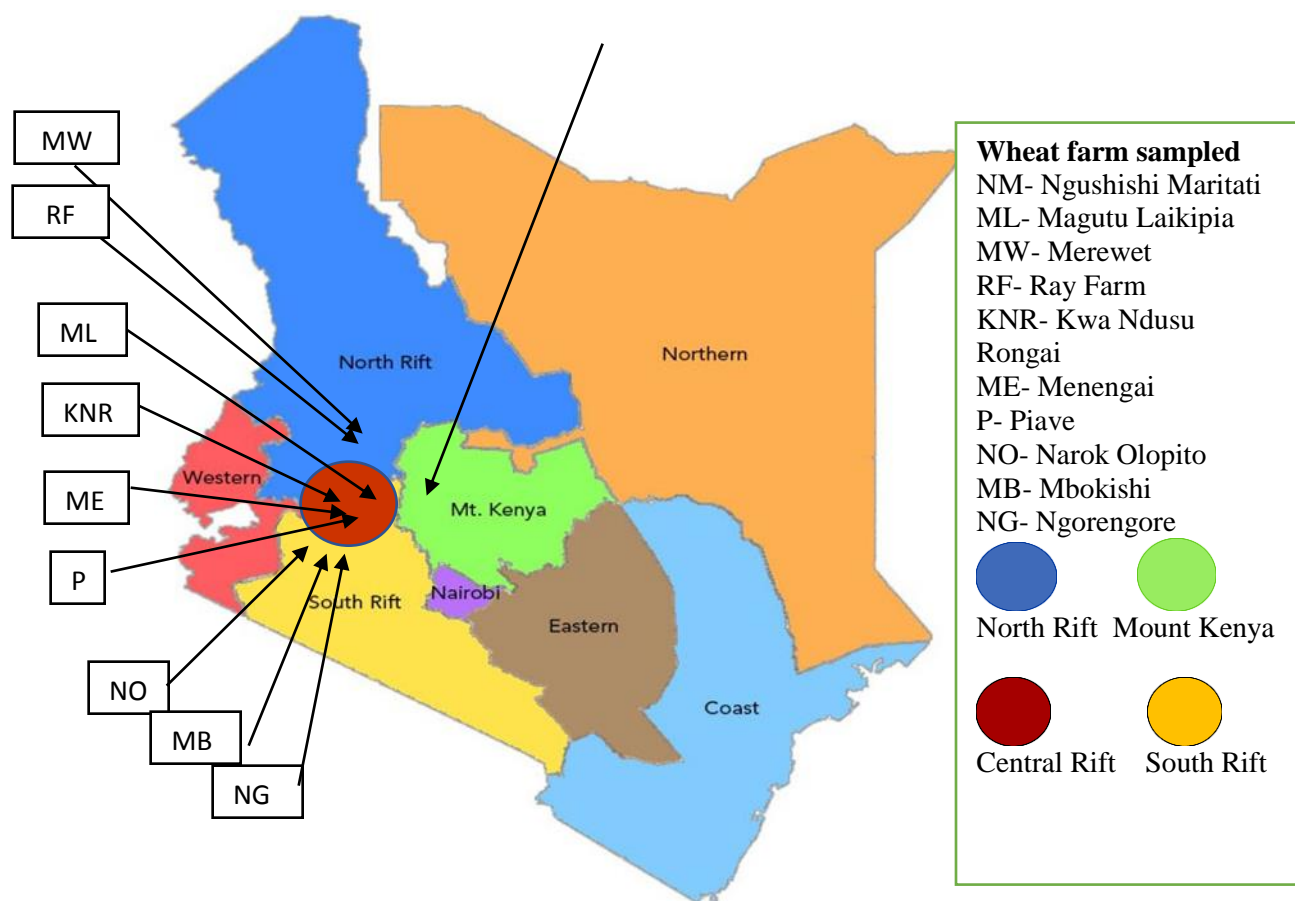 MW
RF
ML
KNR
ME
P
NO
MB
NG
North Rift
Northern
Western
Mt. Kenya
South Rift
Nairobi
Eastern
Coast
Wheat farm sampled
NM- Ngushishi Maritati
ML- Magutu Laikipia
MW- Merewet
RF- Ray Farm
KNR- Kwa Ndusu
Rongai
ME- Menengai
P- Piave
NO- Narok Olopito
MB- Mbokishi
NG- Ngorengore
North Rift Mount Kenya
Central Rift South Rift